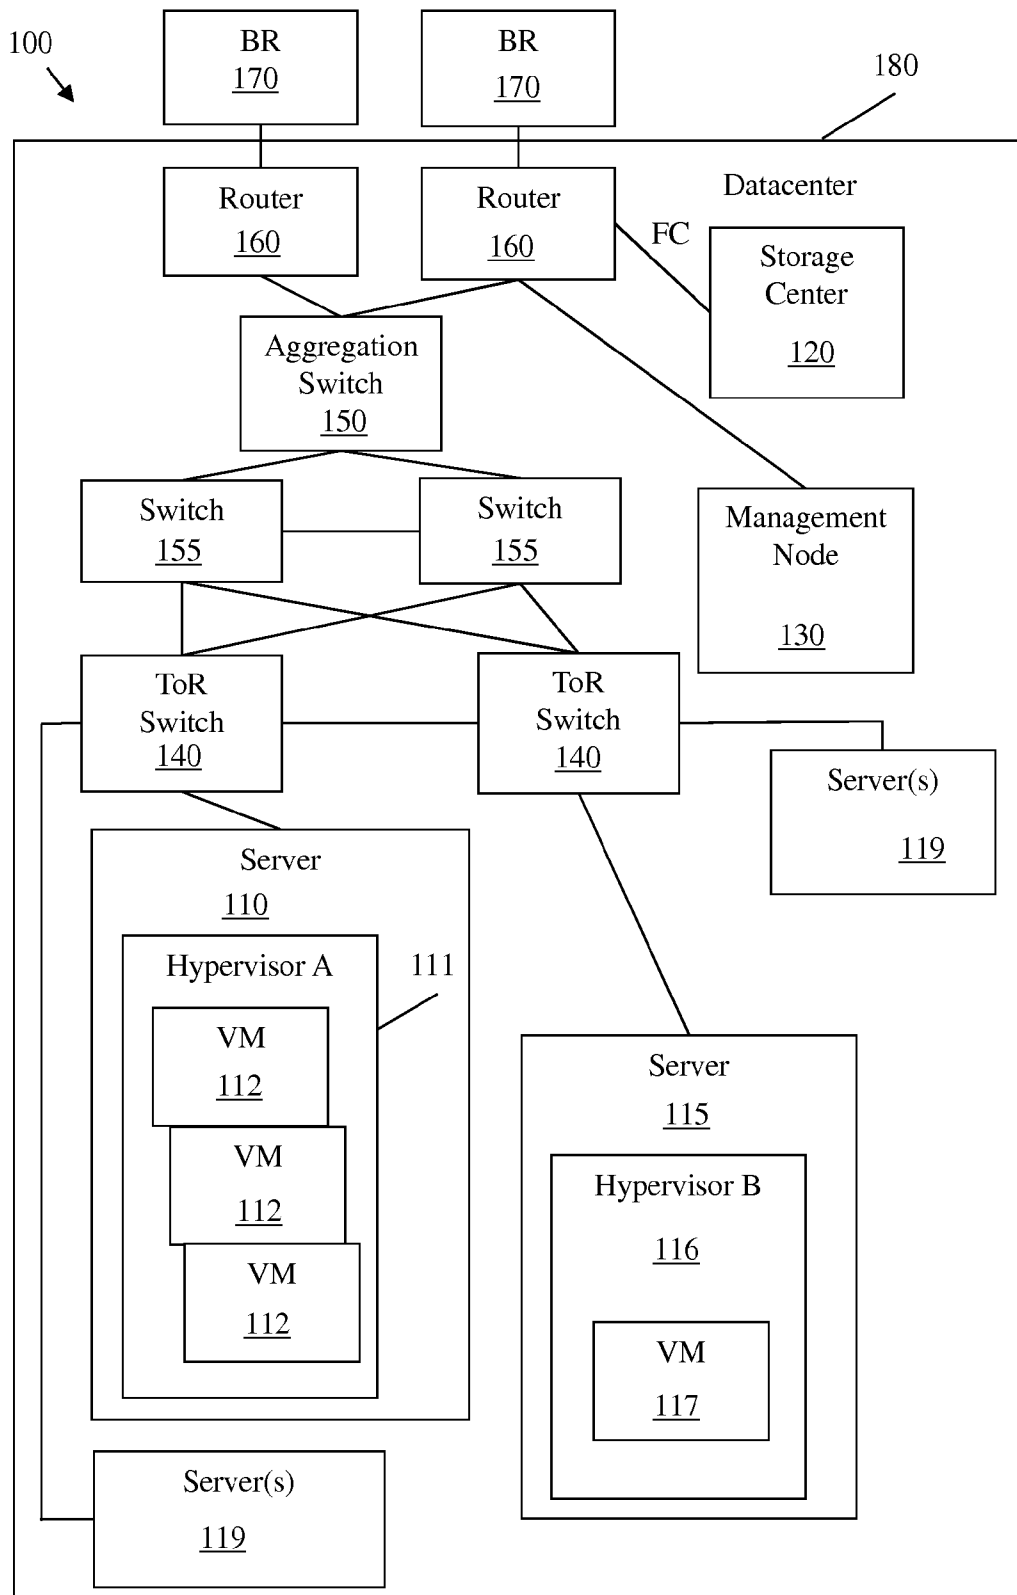 100
BR
170
BR
170
180
Router
160
Router
160
Datacenter
FC
Storage
Center
120
Aggregation
Switch
150
Switch
155
Switch
155
Management
Node
130
ToR
Switch
140
ToR
Switch
140
Server(s)
119
Server
110
Hypervisor A
111
VM
112
VM
112
VM
112
Server
115
Hypervisor B
116
VM
117
Server(s)
119